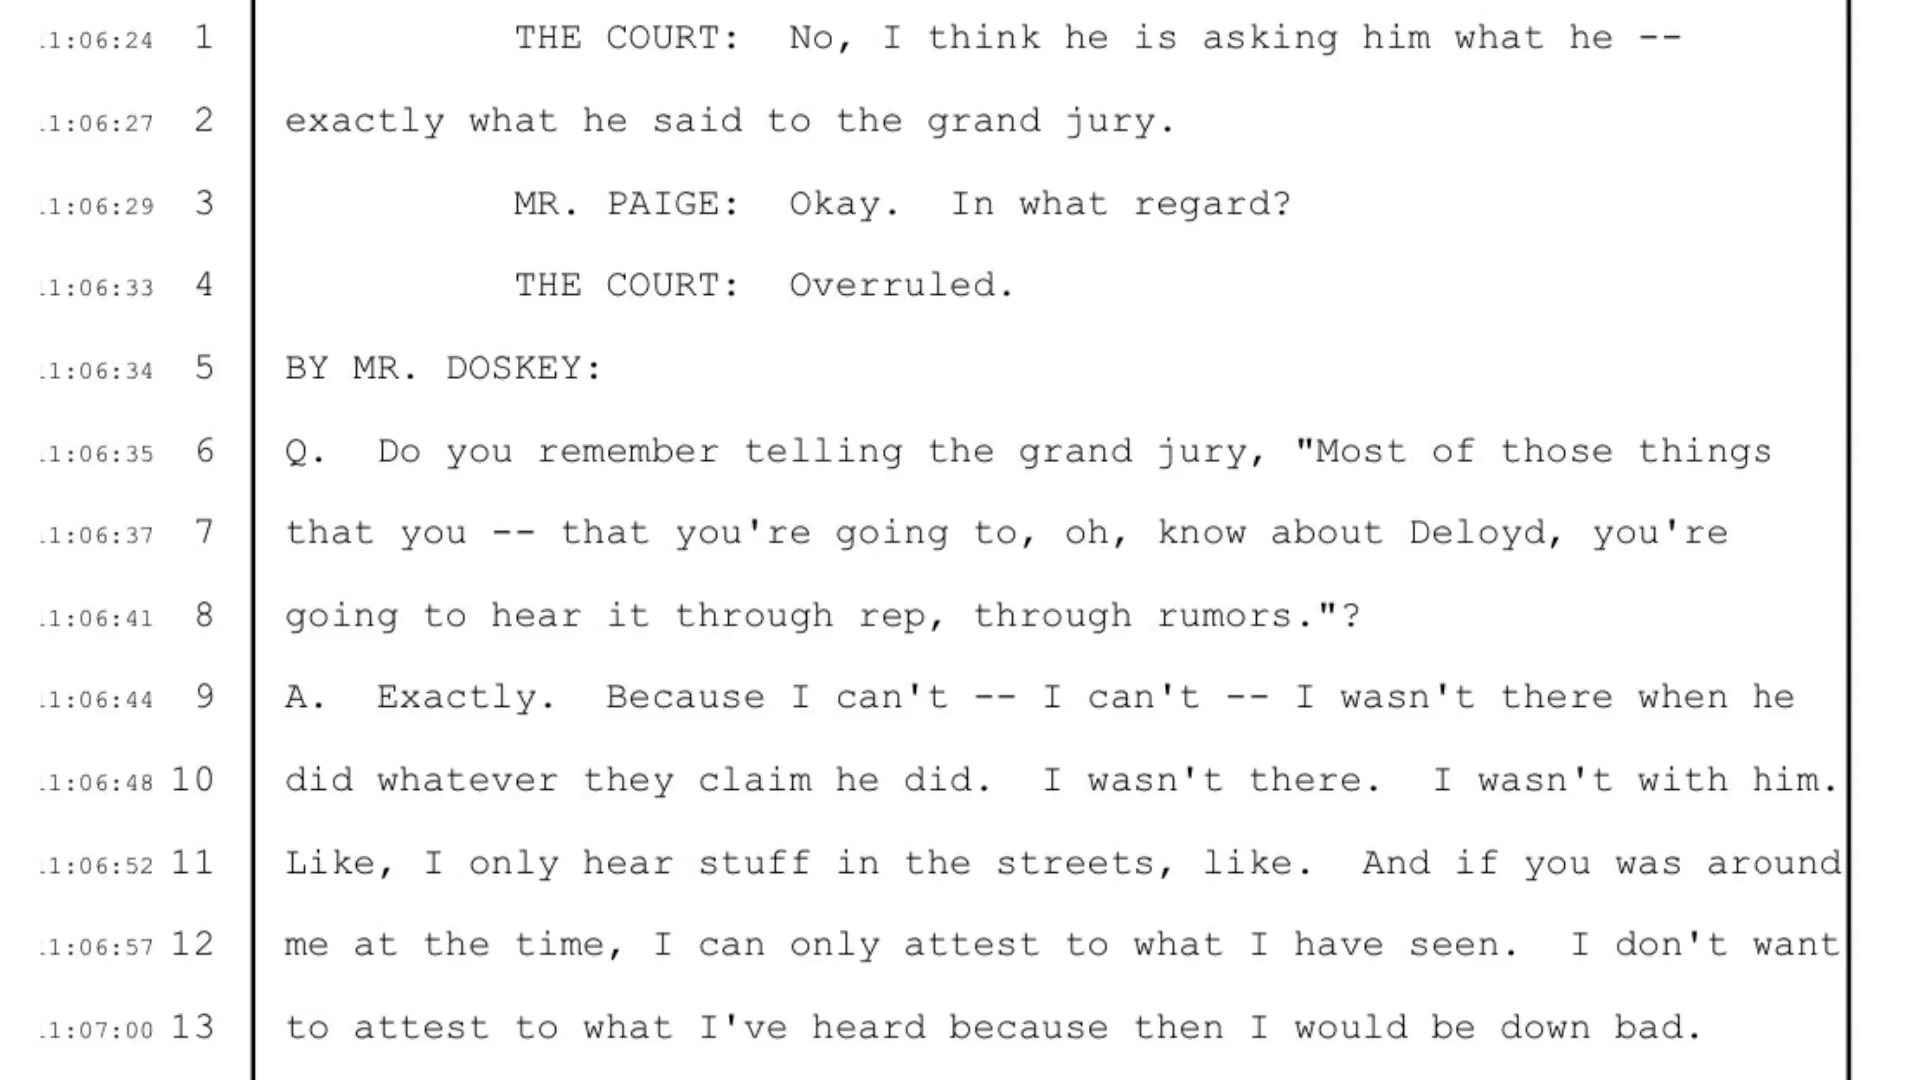 .1:06:24 1 THE COURT: No, I think he is asking him what he --
.1:06:27 2 exactly what he said to the grand jury.
.1:06:29 3 MR. PAIGE: Okay. In what regard?
.1:06:33 4 THE COURT: Overruled.
.1:06:34 5 BY MR. DOSKEY:
.1:06:35 6 Q. Do you remember telling the grand jury, "Most of those things
.1:06:37 7 that you -- that you're going to, oh, know about Deloyd, you're
.1:06:41 8 going to hear it through rep, through rumors."?
.1:06:44 9 A. Exactly. Because I can't -- I can't -- I wasn't there when he
.1:06:48 10 did whatever they claim he did. I wasn't there. I wasn't with him.
.1:06:52 11 Like, I only hear stuff in the streets, like. And if you was around
.1:06:57 12 me at the time, I can only attest to what I have seen. I don't want
.1:07:00 13 to attest to what I've heard because then I would be down bad.